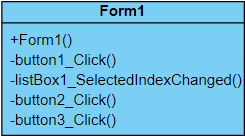 Form1
+Form1()
-button1_Click()
-listBox1_SelectedIndexChanged()
-button2_Click()
-button3_Click()